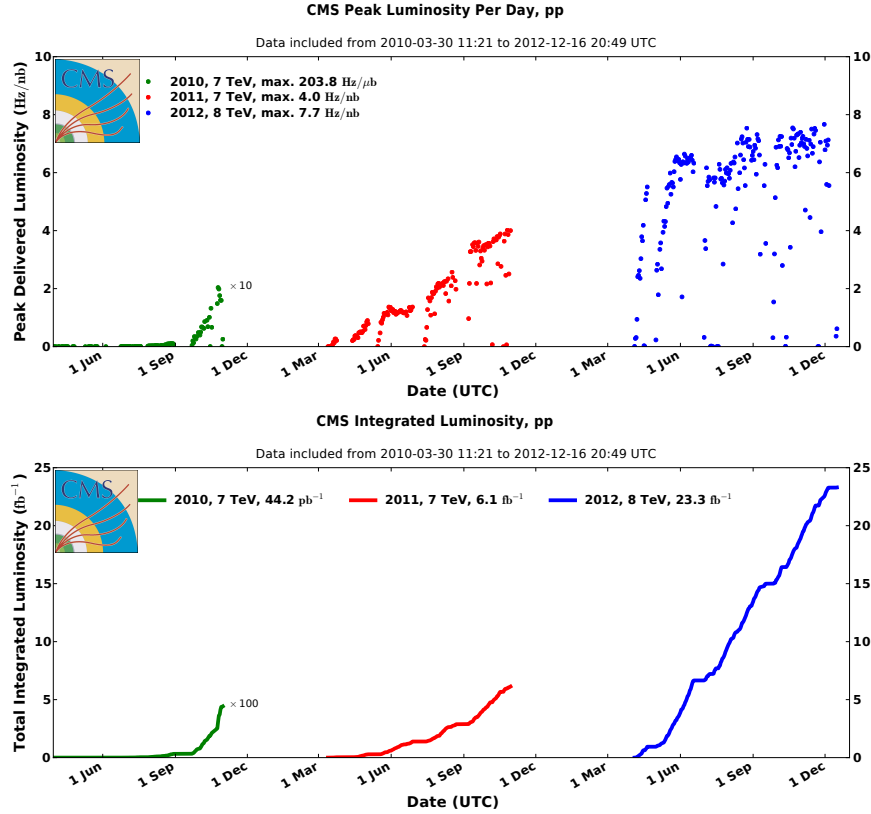 CMS Peak Luminosity Per Day, pp
Data included from 2010-03-30 11:21 to 2012-12-16 20:49 UTC
CMS
2010, 7 TeV, max. 203.8 Hz/μb
2011, 7 TeV, max. 4.0 Hz/nb
2012, 8 TeV, max. 7.7 Hz/nb
Peak Delivered Luminosity (Hz/nb)
10 10
8 8
6 6
4 4
2 2
0 0
× 10
1 Jun 1 Sep 1 Dec 1 Mar 1 Jun 1 Sep 1 Dec 1 Mar 1 Jun 1 Sep 1 Dec
Date (UTC)
CMS Integrated Luminosity, pp
Data included from 2010-03-30 11:21 to 2012-12-16 20:49 UTC
CMS
2010, 7 TeV, 44.2 pb⁻¹ 2011, 7 TeV, 6.1 fb⁻¹ 2012, 8 TeV, 23.3 fb⁻¹
Total Integrated Luminosity (fb⁻¹)
25 25
20 20
15 15
10 10
5 5
0 0
× 100
1 Jun 1 Sep 1 Dec 1 Mar 1 Jun 1 Sep 1 Dec 1 Mar 1 Jun 1 Sep 1 Dec
Date (UTC)